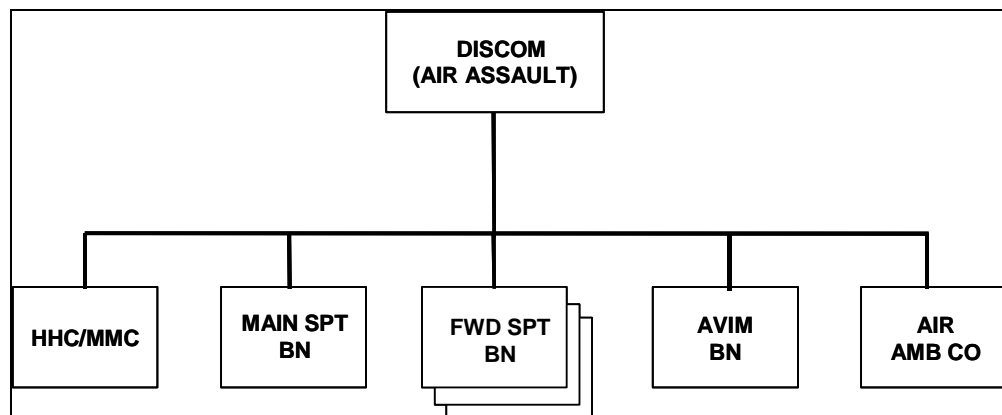 DISCOM
(AIR ASSAULT)
HHC/MMC
MAIN SPT
BN
FWD SPT
BN
AVIM
BN
AIR
AMB CO